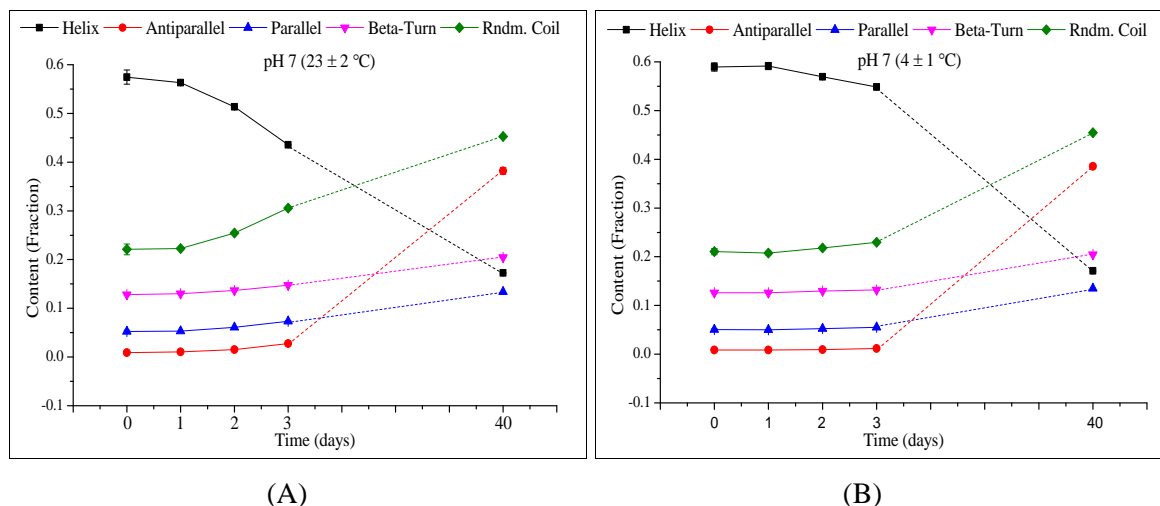 Helix Antiparallel Parallel Beta-Turn Rndm. Coil
pH 7 (23 ± 2 °C)
0.6
0.5
0.4
0.3
0.2
0.1
0.0
-0.1
Content (Fraction)
0 1 2 3 40
Time (days)
(A)
Helix Antiparallel Parallel Beta-Turn Rndm. Coil
pH 7 (4 ± 1 °C)
0.6
0.5
0.4
0.3
0.2
0.1
0.0
-0.1
Content (Fraction)
0 1 2 3 40
Time (days)
(B)